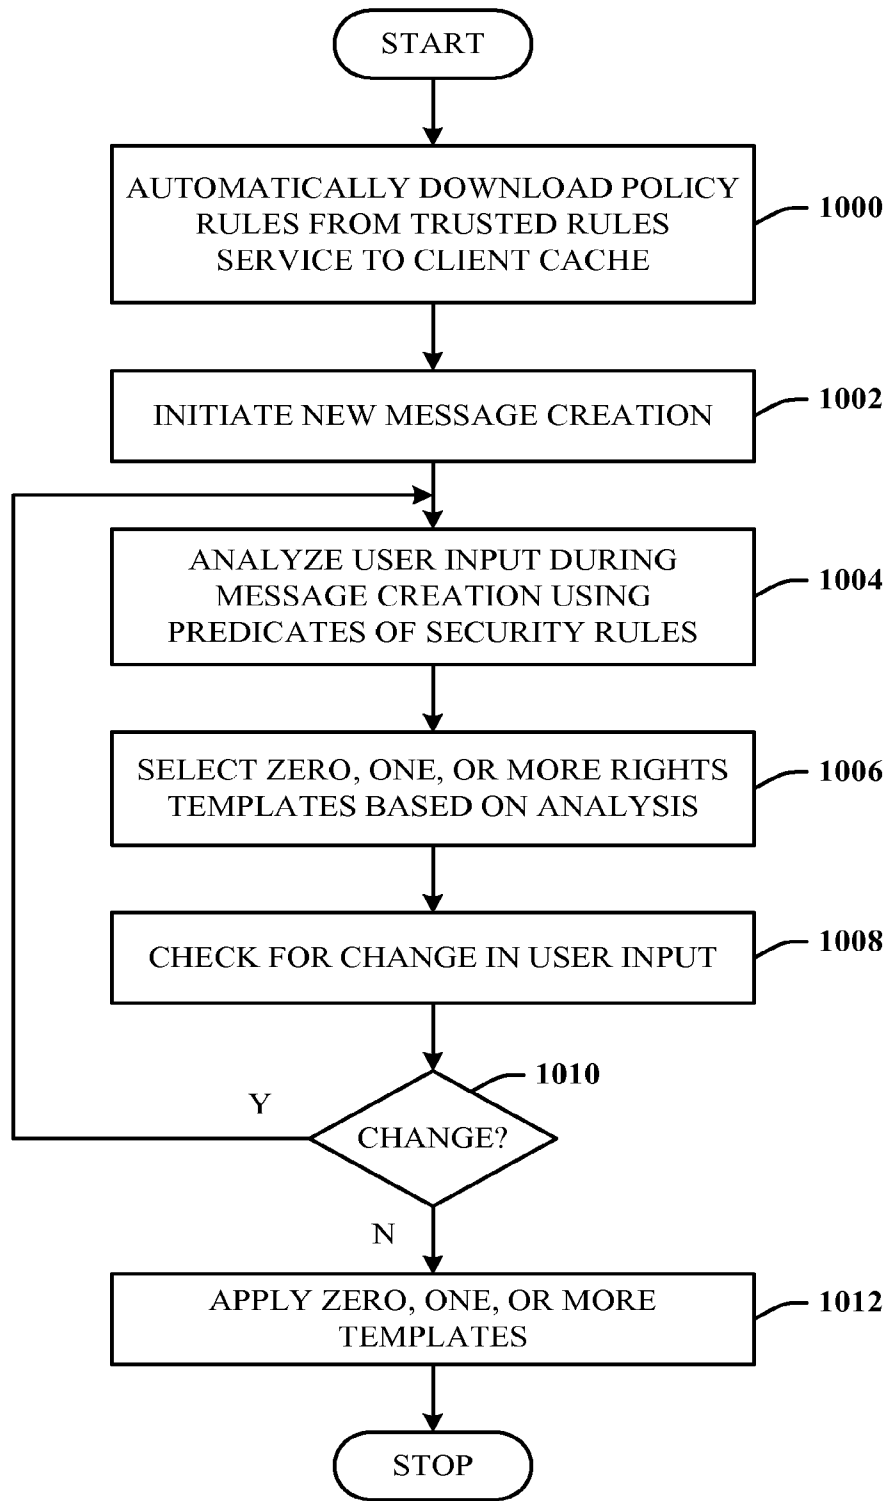 START
AUTOMATICALLY DOWNLOAD POLICY
RULES FROM TRUSTED RULES
SERVICE TO CLIENT CACHE
1000
INITIATE NEW MESSAGE CREATION
1002
ANALYZE USER INPUT DURING
MESSAGE CREATION USING
PREDICATES OF SECURITY RULES
1004
SELECT ZERO, ONE, OR MORE RIGHTS
TEMPLATES BASED ON ANALYSIS
1006
CHECK FOR CHANGE IN USER INPUT
1008
1010
Y
CHANGE?
N
APPLY ZERO, ONE, OR MORE
TEMPLATES
1012
STOP